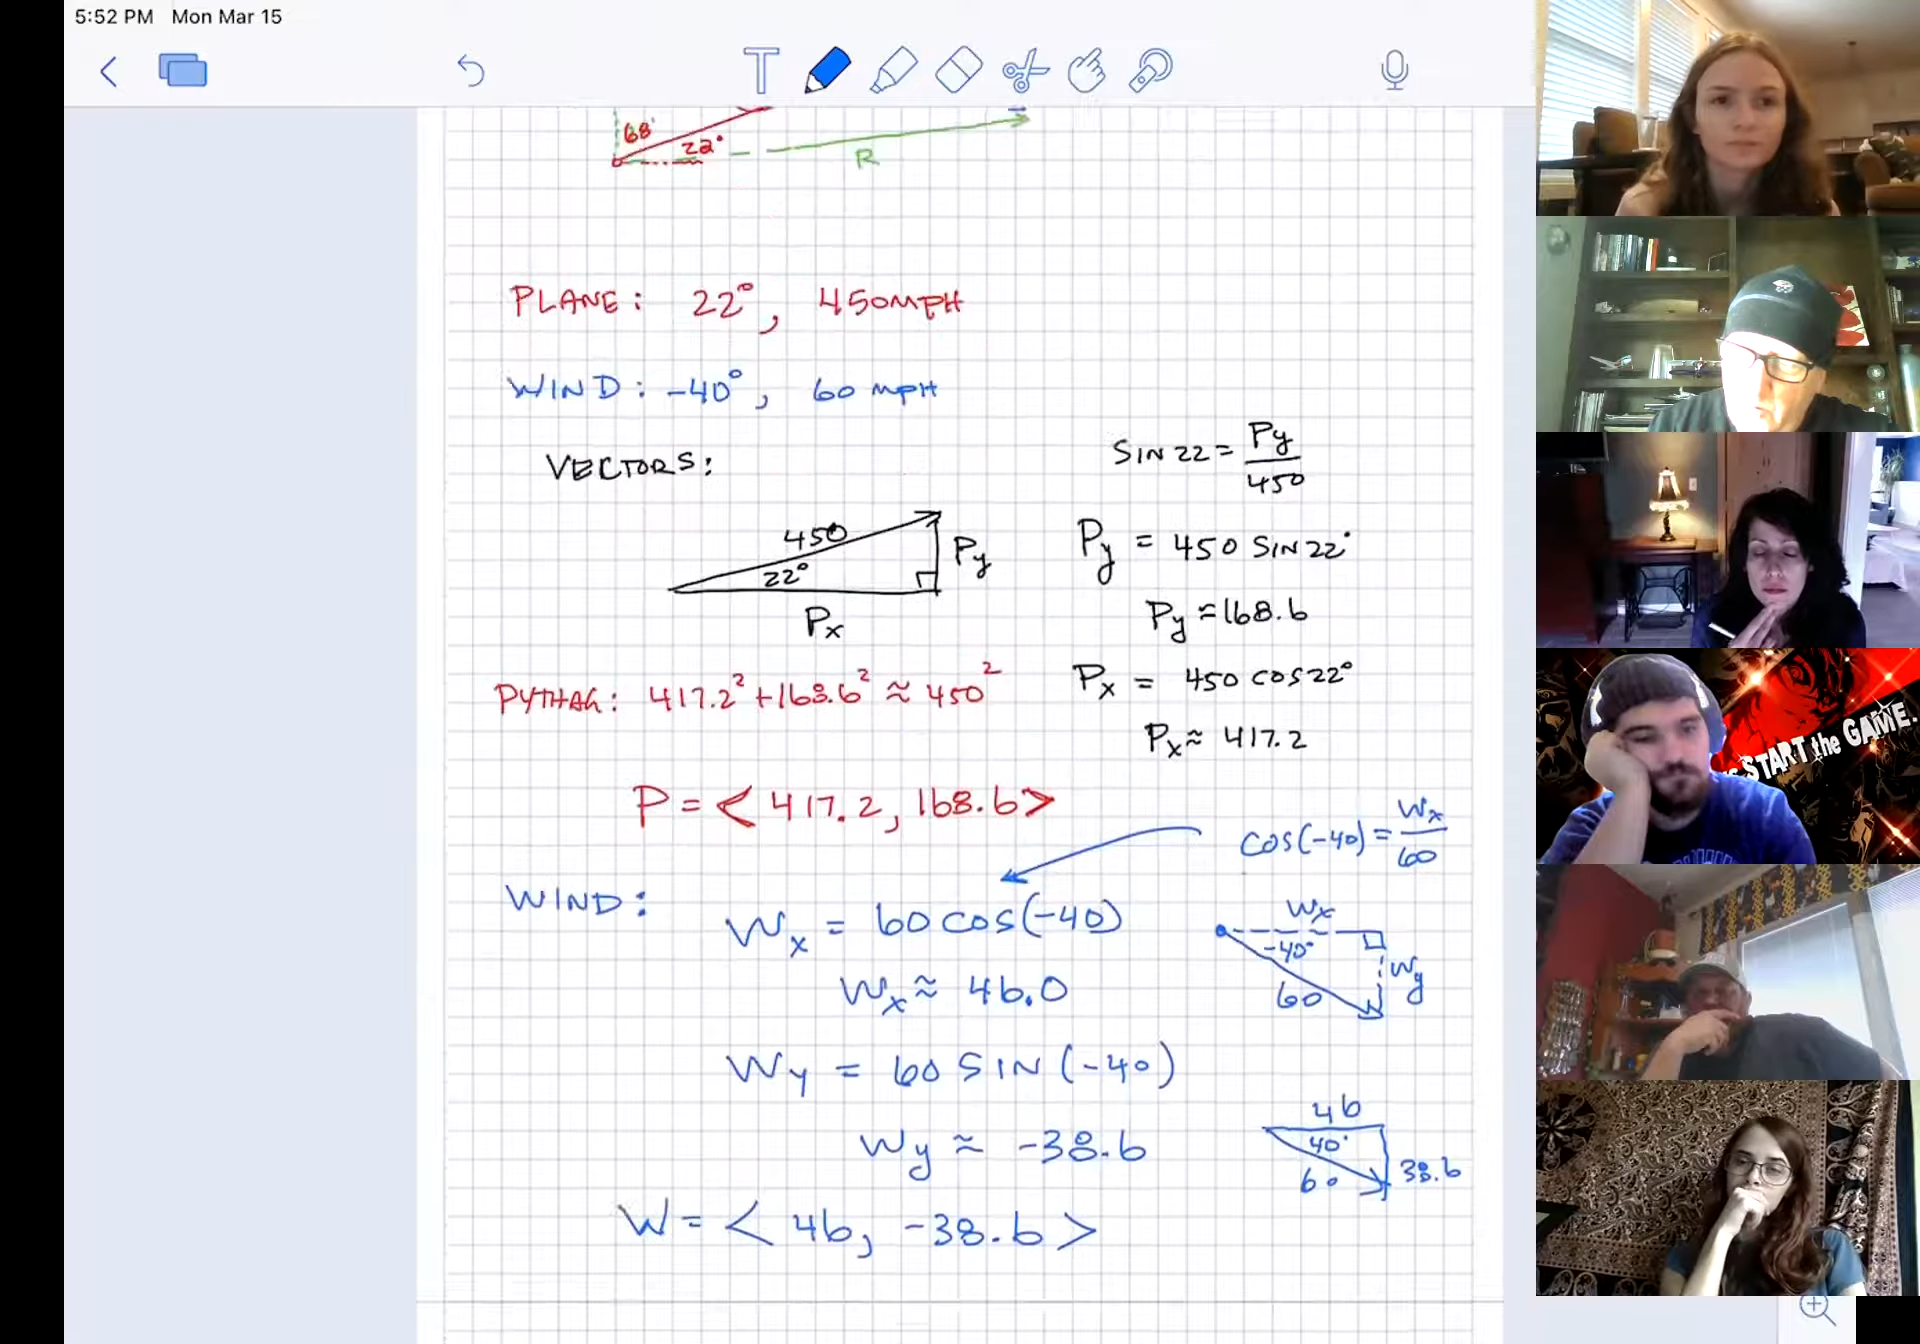 5:52 PM Mon Mar 15
T
68°
22°
R
PLANE: 22°, 450MPH
WIND: -40°, 60 MPH
VECTORS:
450
22°
Py
Px
SIN 22 = Py/450
Py = 450 SIN 22°
Py ≈ 168.6
Px = 450 COS 22°
Px ≈ 417.2
PYTHAG: 417.2² + 168.6² ≈ 450²
P = < 417.2, 168.6 >
COS(-40) = Wx/60
WIND:
Wx = 60 COS(-40)
Wx ≈ 46.0
Wx
-40°
Wy
60
Wy = 60 SIN (-40)
Wy ≈ -38.6
46
40°
60
38.6
W = < 46, -38.6 >
START the GAME.